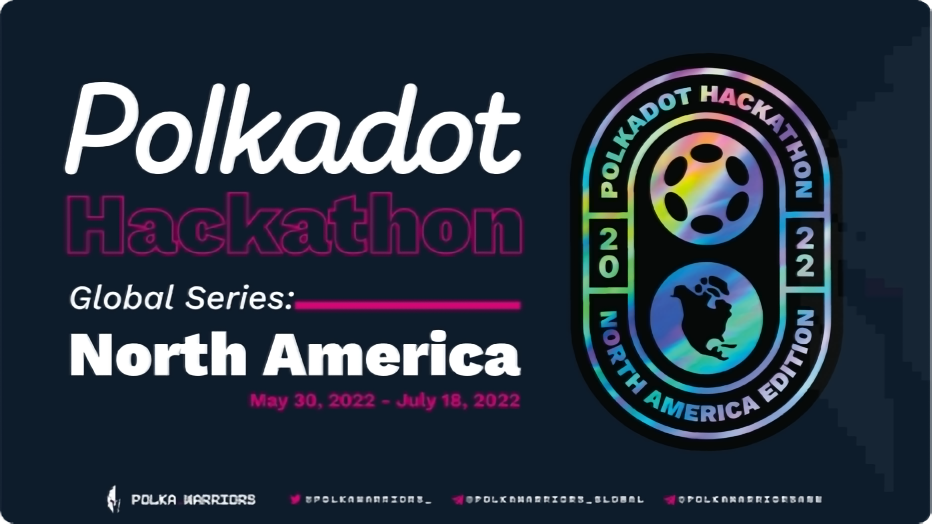 Polkadot
Hackathon
Global Series:
North America
May 30, 2022 - July 18, 2022
POLKADOT HACKATHON
20
22
NORTH AMERICA EDITION
POLKA WARRIORS
@POLKAWARRIORS_
@POLKAWARRIORS_GLOBAL
@POLKAWARRIORSANN